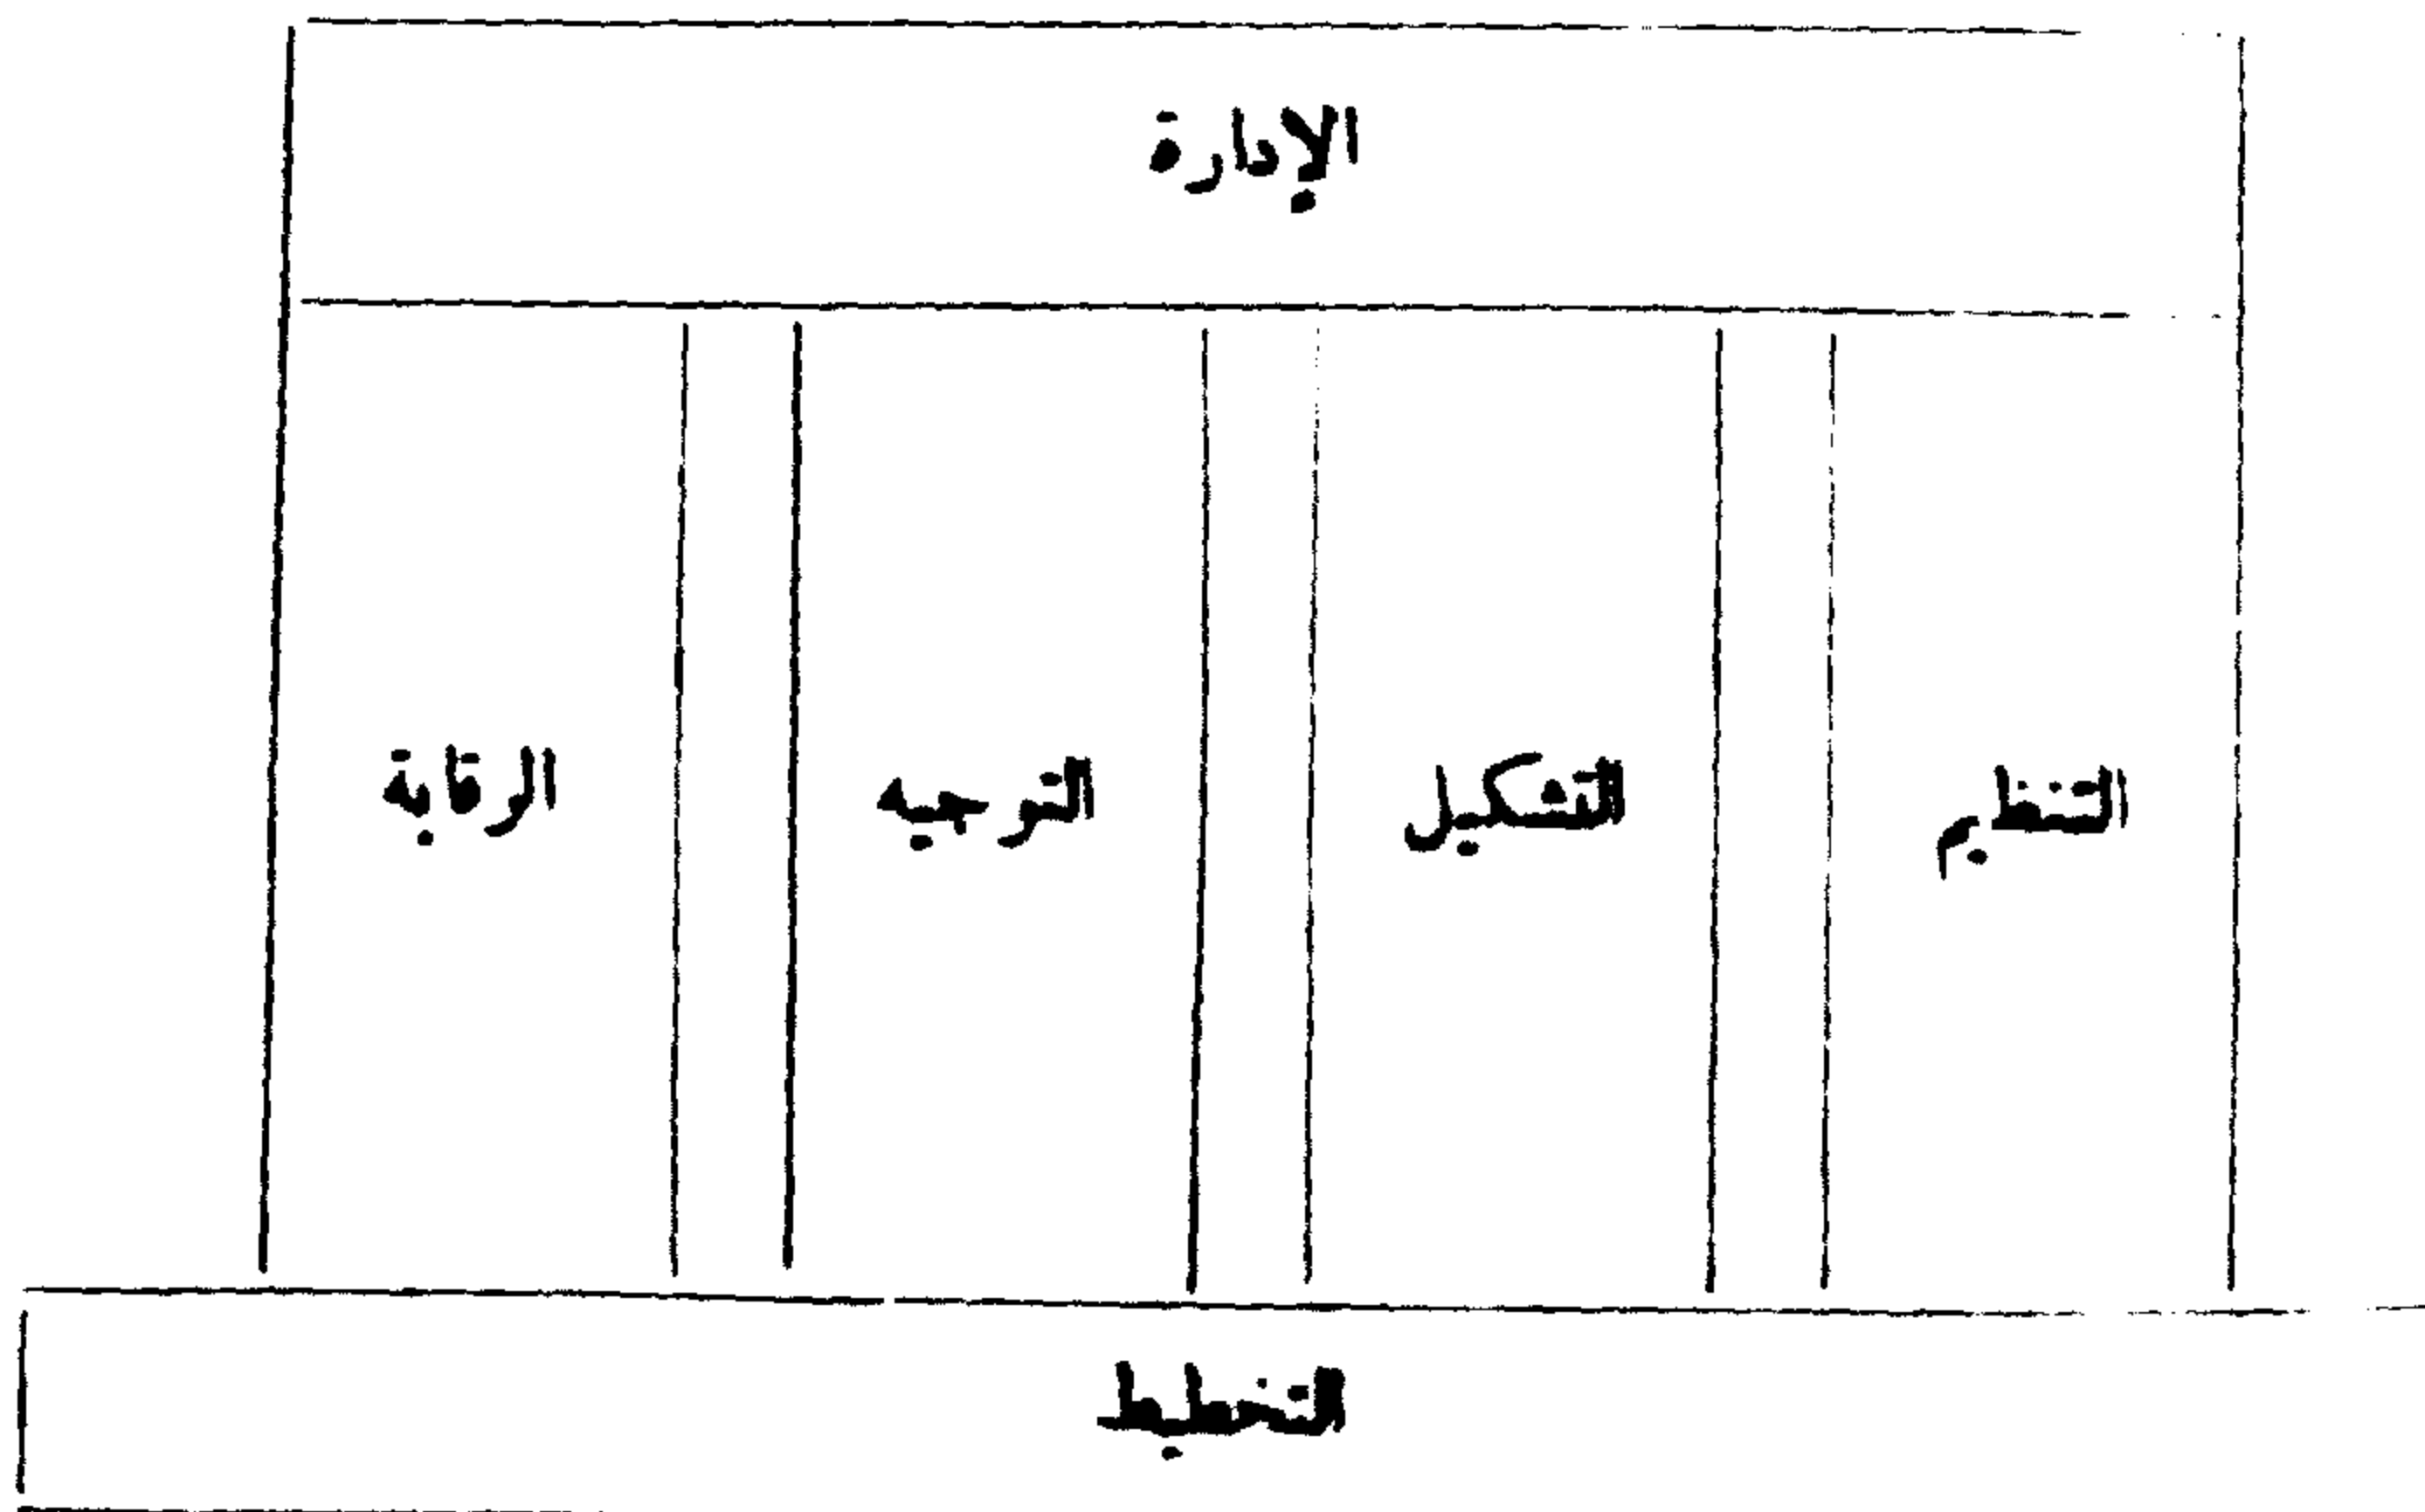 الإدارة
التنظيم
التشكيل
التوجيه
الرقابة
التخطيط